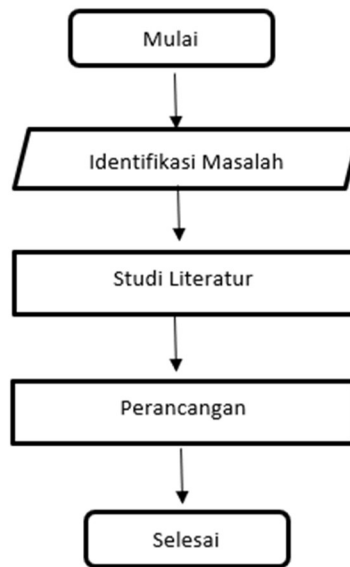 Mulai
Identifikasi Masalah
Studi Literatur
Perancangan
Selesai